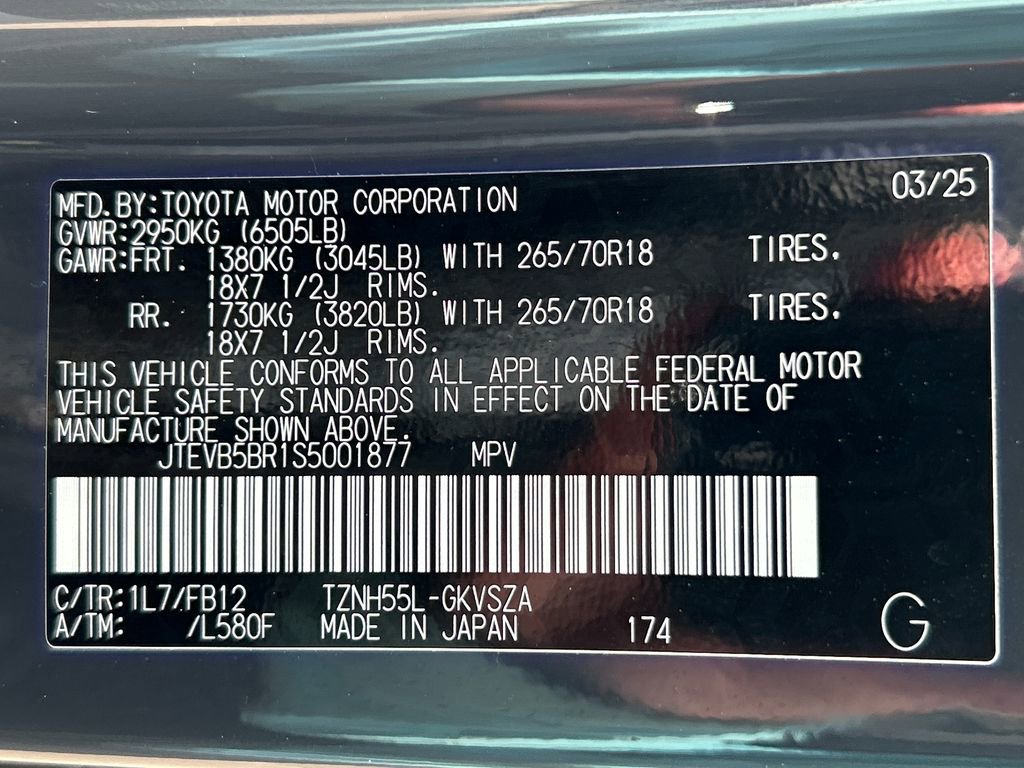 MFD.BY:TOYOTA MOTOR CORPORATION 03/25
GVWR:2950KG (6505LB)
GAWR:FRT. 1380KG (3045LB) WITH 265/70R18 TIRES.
18X7 1/2J RIMS.
RR. 1730KG (3820LB) WITH 265/70R18 TIRES.
18X7 1/2J RIMS.
THIS VEHICLE CONFORMS TO ALL APPLICABLE FEDERAL MOTOR
VEHICLE SAFETY STANDARDS IN EFFECT ON THE DATE OF
MANUFACTURE SHOWN ABOVE.
JTEVB5BR1S5001877 MPV
C/TR:1L7/FB12 TZNH55L-GKVSZA
A/TM: /L580F MADE IN JAPAN 174 G